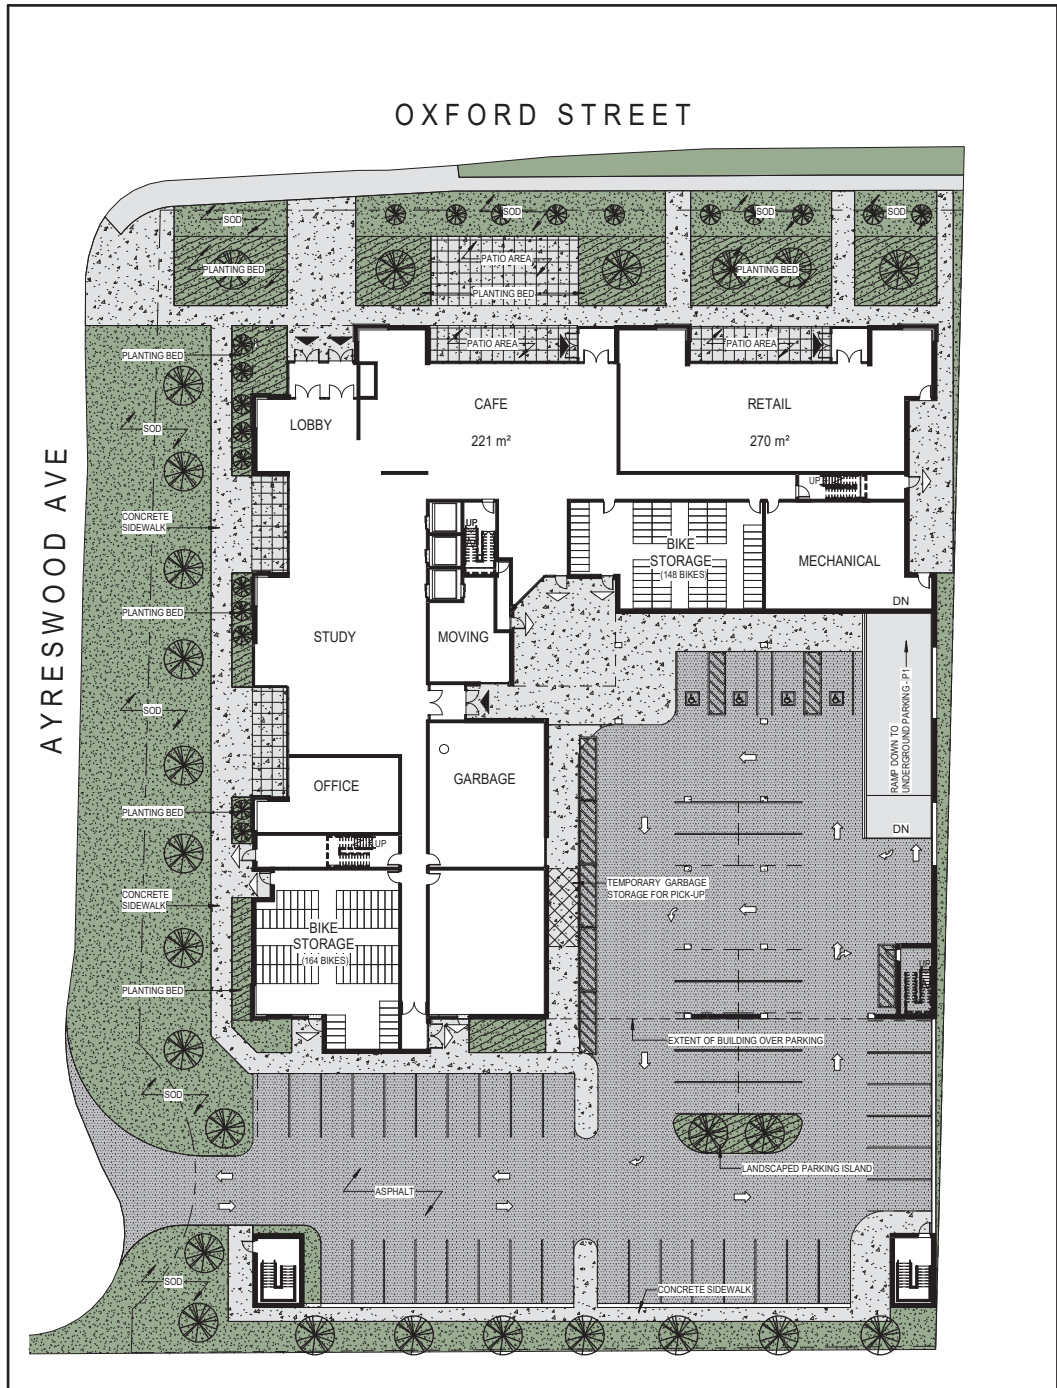 OXFORD STREET
SOD
SOD
SOD
SOD
PLANTING BED
PATIO AREA
PLANTING BED
PLANTING BED
PLANTING BED
PATIO AREA
PATIO AREA
LOBBY
CAFE
221 m²
RETAIL
270 m²
SOD
AYRESWOOD AVE
CONCRETE
SIDEWALK
UP
UP
BIKE
STORAGE
(148 BIKES)
MECHANICAL
DN
PLANTING BED
STUDY
MOVING
SOD
RAMP DOWN TO
UNDERGROUND PARKING - P1
OFFICE
GARBAGE
PLANTING BED
DN
UP
CONCRETE
SIDEWALK
TEMPORARY GARBAGE
STORAGE FOR PICK-UP
BIKE
STORAGE
(164 BIKES)
UP
PLANTING BED
EXTENT OF BUILDING OVER PARKING
SOD
LANDSCAPED PARKING ISLAND
ASPHALT
SOD
CONCRETE SIDEWALK